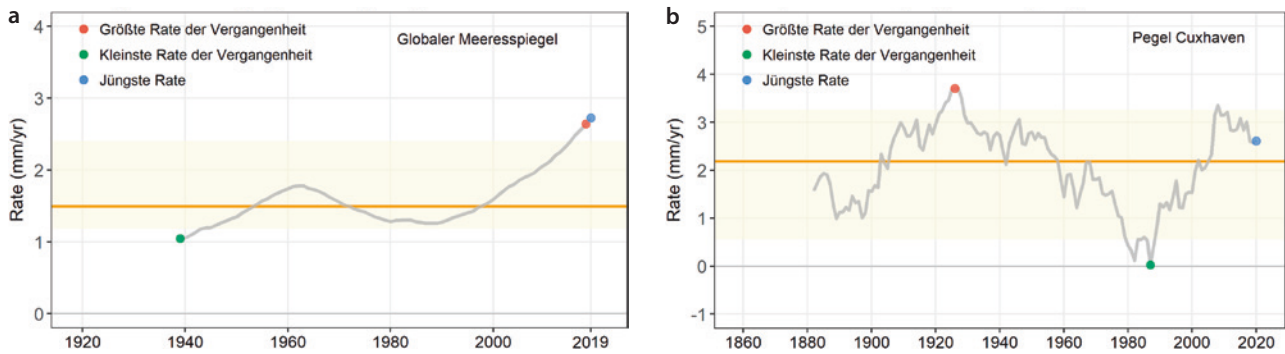 a
4
3
2
1
0
Rate (mm/yr)
Größte Rate der Vergangenheit
Kleinste Rate der Vergangenheit
Jüngste Rate
Globaler Meeresspiegel
1920 1940 1960 1980 2000 2019
b
5
4
3
2
1
0
-1
Rate (mm/yr)
Größte Rate der Vergangenheit
Kleinste Rate der Vergangenheit
Jüngste Rate
Pegel Cuxhaven
1860 1880 1900 1920 1940 1960 1980 2000 2020